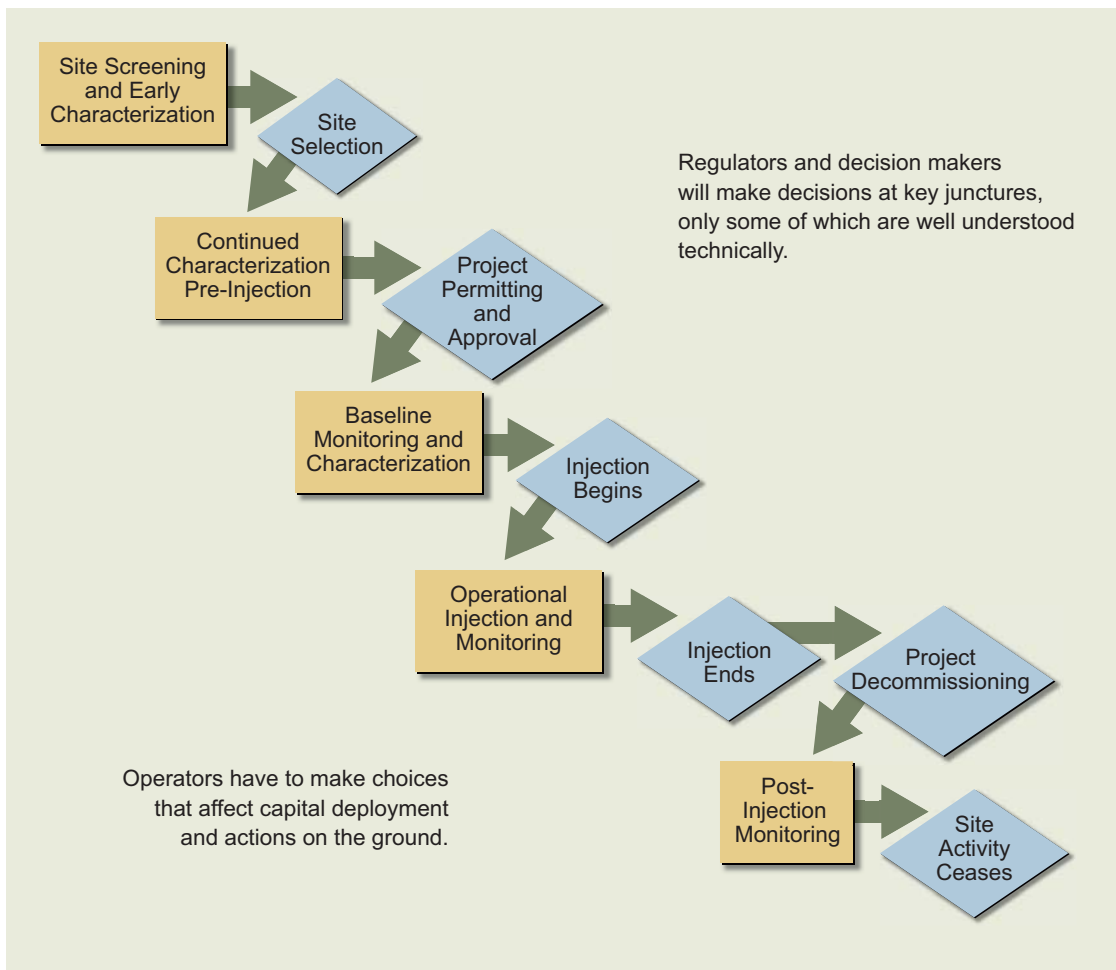 Site Screening
and Early
Characterization
Site
Selection
Regulators and decision makers
will make decisions at key junctures,
only some of which are well understood
technically.
Continued
Characterization
Pre-Injection
Project
Permitting
and
Approval
Baseline
Monitoring and
Characterization
Injection
Begins
Operational
Injection and
Monitoring
Injection
Ends
Project
Decommissioning
Operators have to make choices
that affect capital deployment
and actions on the ground.
Post-
Injection
Monitoring
Site
Activity
Ceases